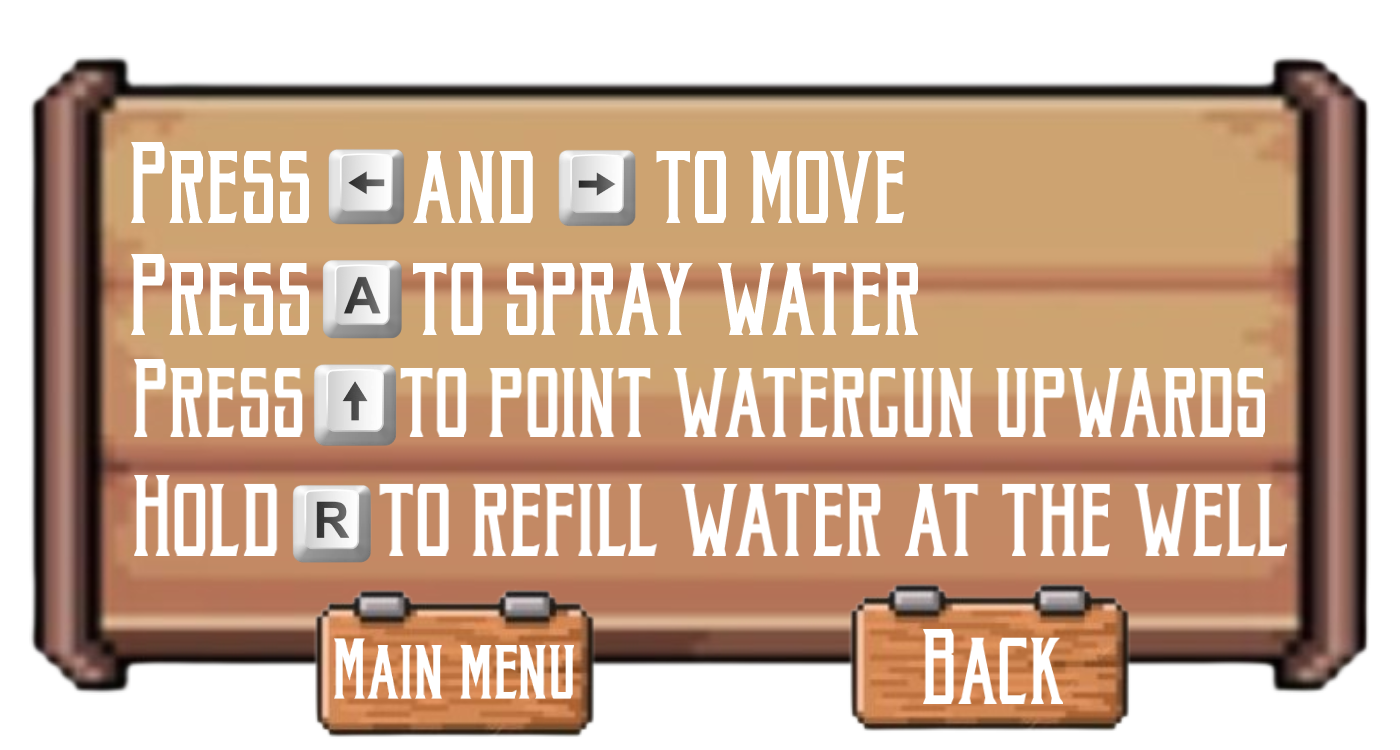 Press ← and → to move
Press A to spray water
Press ↑ to point watergun upwards
Hold R to refill water at the well
Main menu
Back